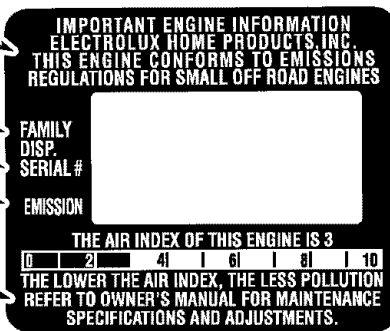 IMPORTANT ENGINE INFORMATION
ELECTROLUX HOME PRODUCTS, INC.
THIS ENGINE CONFORMS TO EMISSIONS
REGULATIONS FOR SMALL OFF ROAD ENGINES
FAMILY
DISP.
SERIAL #
EMISSION
THE AIR INDEX OF THIS ENGINE IS 3
0 2 4 6 8 10
THE LOWER THE AIR INDEX, THE LESS POLLUTION
REFER TO OWNER'S MANUAL FOR MAINTENANCE
SPECIFICATIONS AND ADJUSTMENTS.